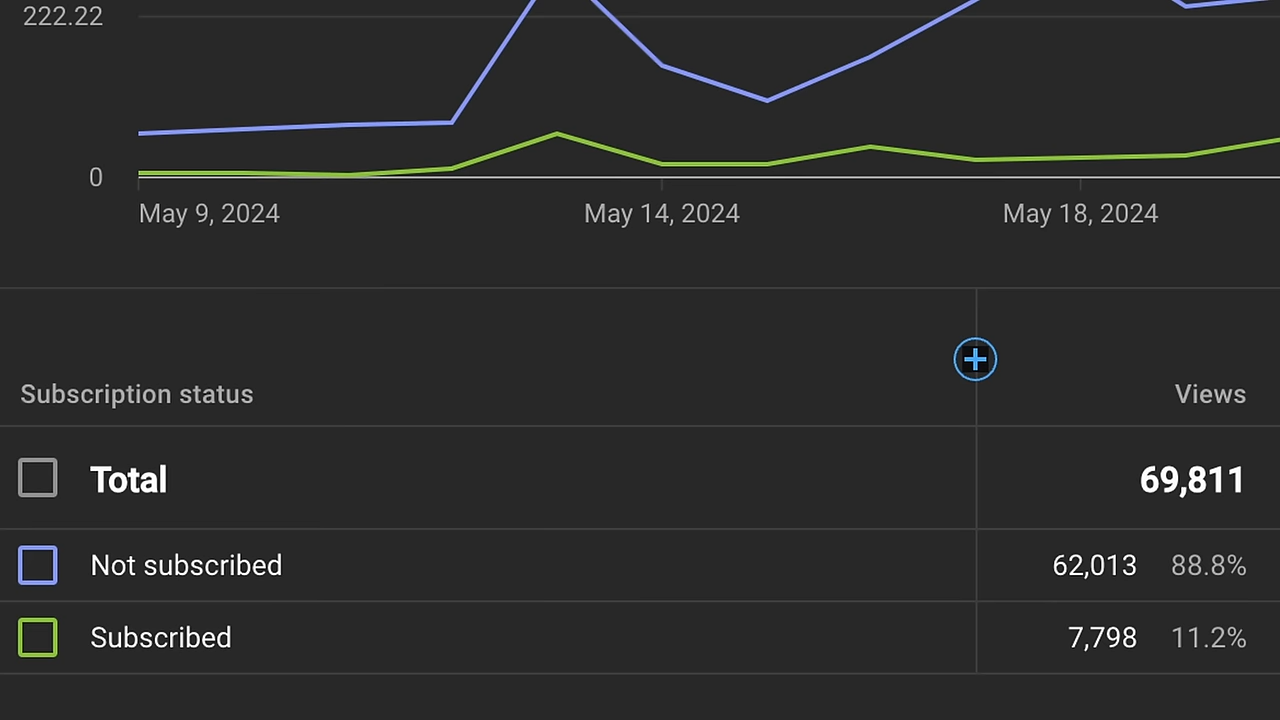 222.22
0
May 9, 2024 May 14, 2024 May 18, 2024
Subscription status Views
Total 69,811
Not subscribed 62,013 88.8%
Subscribed 7,798 11.2%